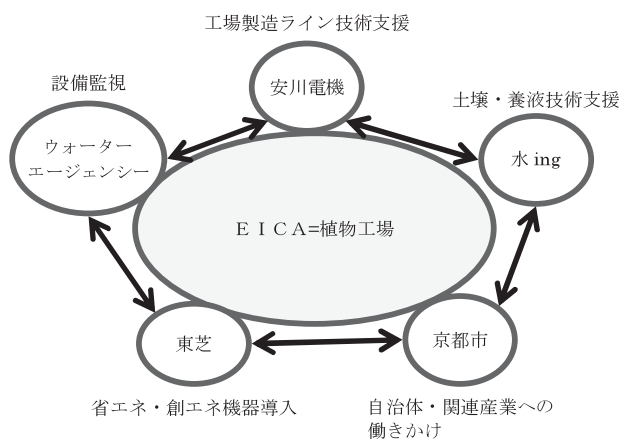 工場製造ライン技術支援
安川電機
設備監視
土壌・養液技術支援
ウォーター
エージェンシー
水 ing
ＥＩＣＡ=植物工場
東芝
京都市
省エネ・創エネ機器導入
自治体・関連産業への
働きかけ